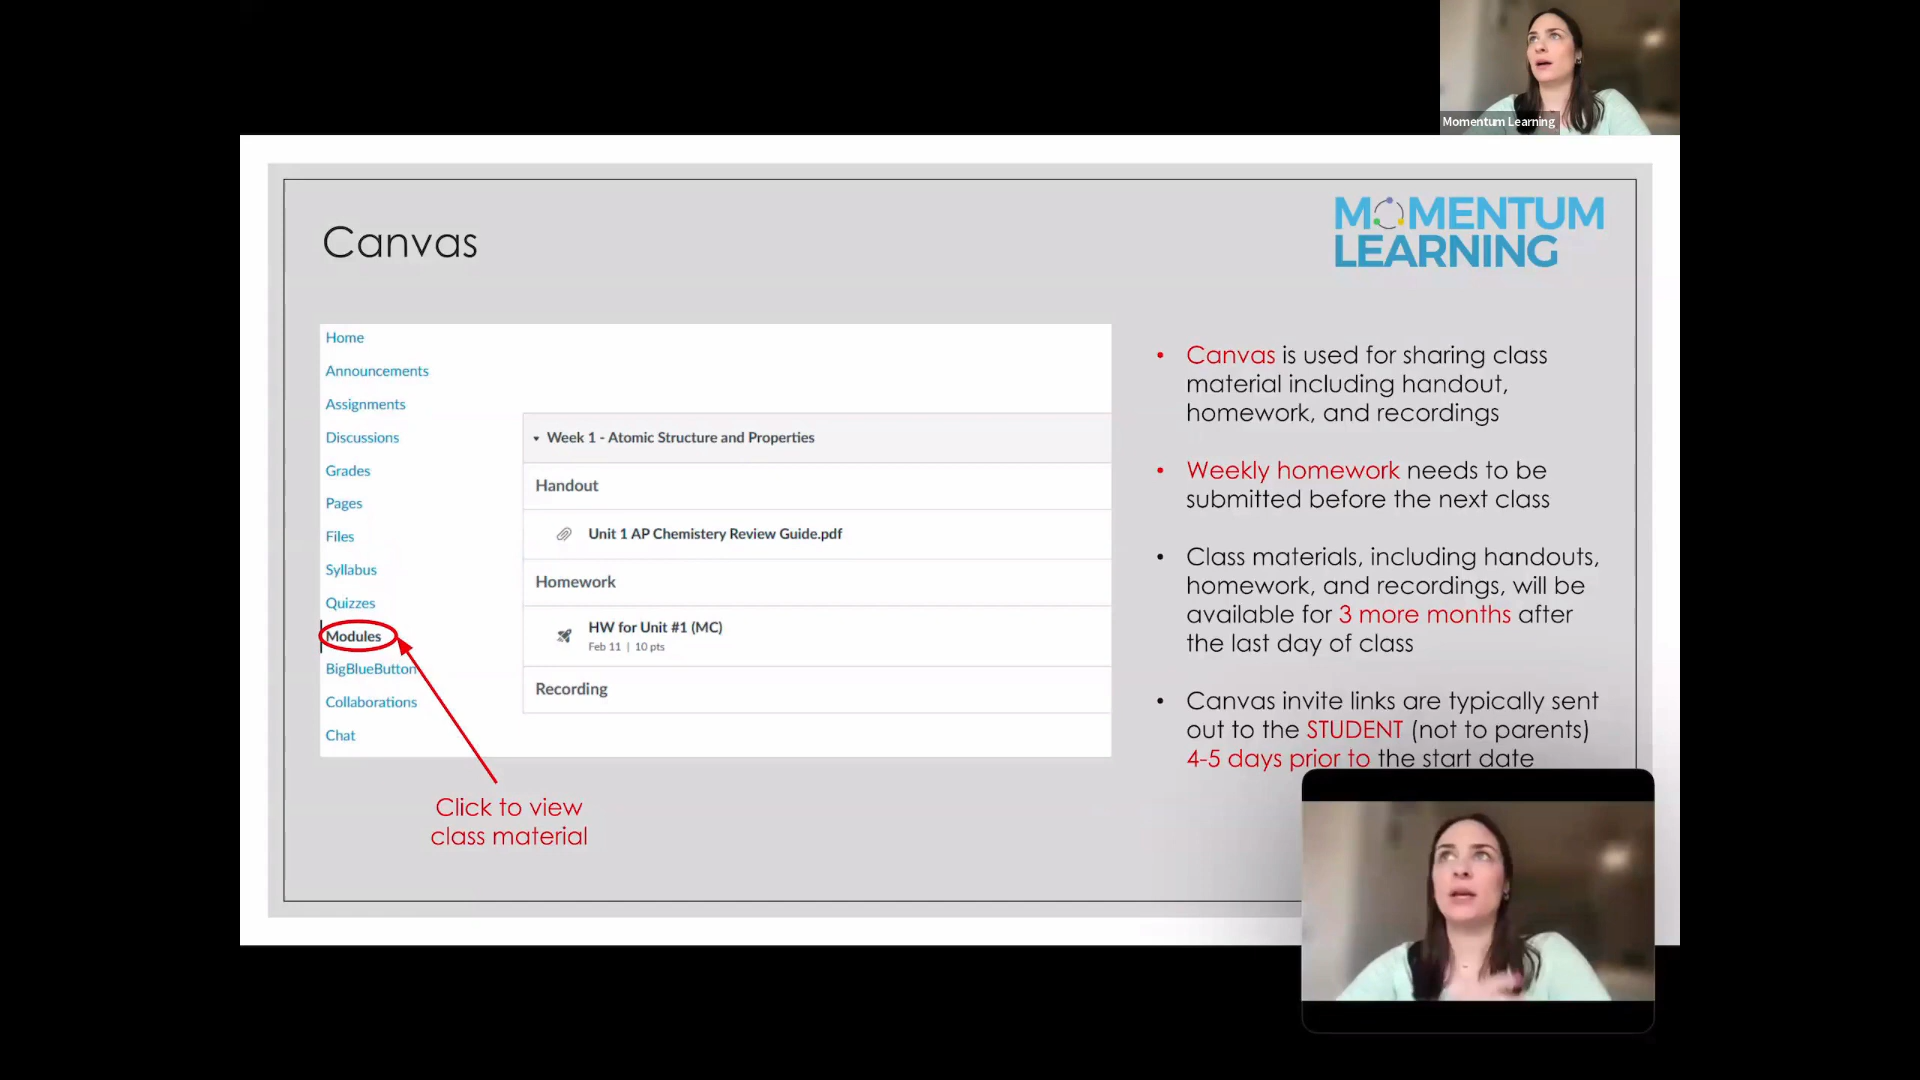 Momentum Learning
MOMENTUM
LEARNING
Canvas
Home
Announcements
Assignments
Discussions
Grades
Pages
Files
Syllabus
Quizzes
Modules
BigBlueButton
Collaborations
Chat
Week 1 - Atomic Structure and Properties
Handout
Unit 1 AP Chemistery Review Guide.pdf
Homework
HW for Unit #1 (MC)
Feb 11 | 10 pts
Recording
Click to view
class material
• Canvas is used for sharing class
material including handout,
homework, and recordings
• Weekly homework needs to be
submitted before the next class
• Class materials, including handouts,
homework, and recordings, will be
available for 3 more months after
the last day of class
• Canvas invite links are typically sent
out to the STUDENT (not to parents)
4-5 days prior to the start date